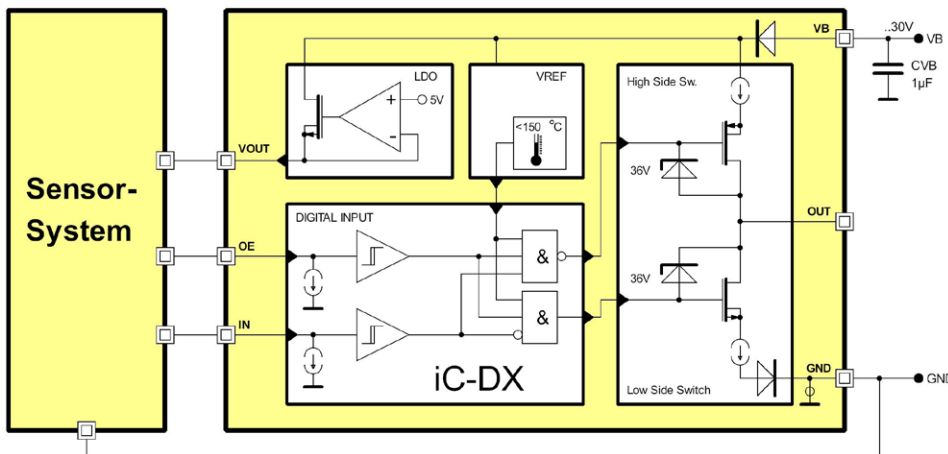 Sensor-
System
VOUT
OE
IN
LDO
+
5V
-
VREF
<150 °C
DIGITAL INPUT
&
&
iC-DX
High Side Sw.
36V
36V
Low Side Switch
VB
..30V
VB
CVB
1µF
OUT
GND
GND